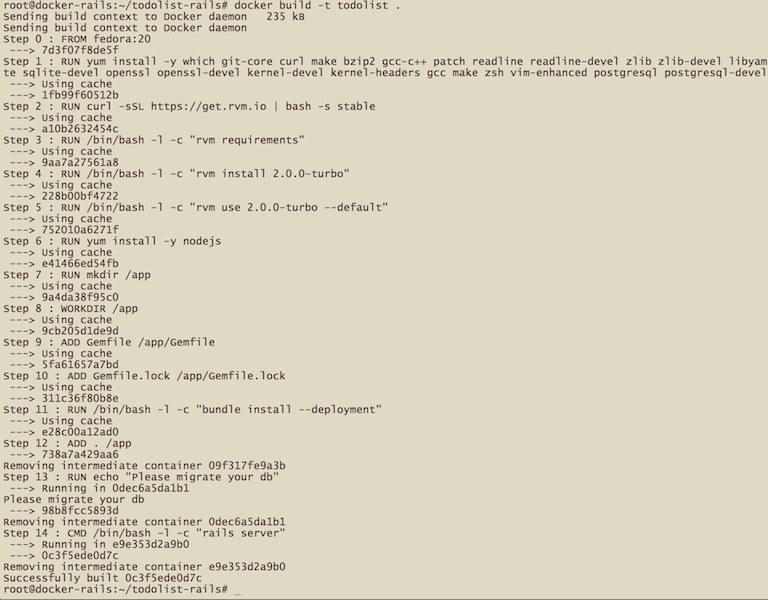 root@docker-rails:~/todolist-rails# docker build -t todolist .
Sending build context to Docker daemon   235 kB
Sending build context to Docker daemon
Step 0 : FROM fedora:20
 ---> 7d3f07f8de5f
Step 1 : RUN yum install -y which git-core curl make bzip2 gcc-c++ patch readline readline-devel zlib zlib-devel libyam
te sqlite-devel openssl openssl-devel kernel-devel kernel-headers gcc make zsh vim-enhanced postgresql postgresql-devel
 ---> Using cache
 ---> 1fb99f60512b
Step 2 : RUN curl -sSL https://get.rvm.io | bash -s stable
 ---> Using cache
 ---> a10b2632454c
Step 3 : RUN /bin/bash -l -c "rvm requirements"
 ---> Using cache
 ---> 9aa7a27561a8
Step 4 : RUN /bin/bash -l -c "rvm install 2.0.0-turbo"
 ---> Using cache
 ---> 228b00bf4722
Step 5 : RUN /bin/bash -l -c "rvm use 2.0.0-turbo --default"
 ---> Using cache
 ---> 752010a6271f
Step 6 : RUN yum install -y nodejs
 ---> Using cache
 ---> e41466ed54fb
Step 7 : RUN mkdir /app
 ---> Using cache
 ---> 9a4da38f95c0
Step 8 : WORKDIR /app
 ---> Using cache
 ---> 9cb205d1de9d
Step 9 : ADD Gemfile /app/Gemfile
 ---> Using cache
 ---> 5fa61657a7bd
Step 10 : ADD Gemfile.lock /app/Gemfile.lock
 ---> Using cache
 ---> 311c36f80b8e
Step 11 : RUN /bin/bash -l -c "bundle install --deployment"
 ---> Using cache
 ---> e28c00a12ad0
Step 12 : ADD . /app
 ---> 738a7a429aa6
Removing intermediate container 09f317fe9a3b
Step 13 : RUN echo "Please migrate your db"
 ---> Running in 0dec6a5da1b1
Please migrate your db
 ---> 98b8fcc5893d
Removing intermediate container 0dec6a5da1b1
Step 14 : CMD /bin/bash -l -c "rails server"
 ---> Running in e9e353d2a9b0
 ---> 0c3f5ede0d7c
Removing intermediate container e9e353d2a9b0
Successfully built 0c3f5ede0d7c
root@docker-rails:~/todolist-rails# _